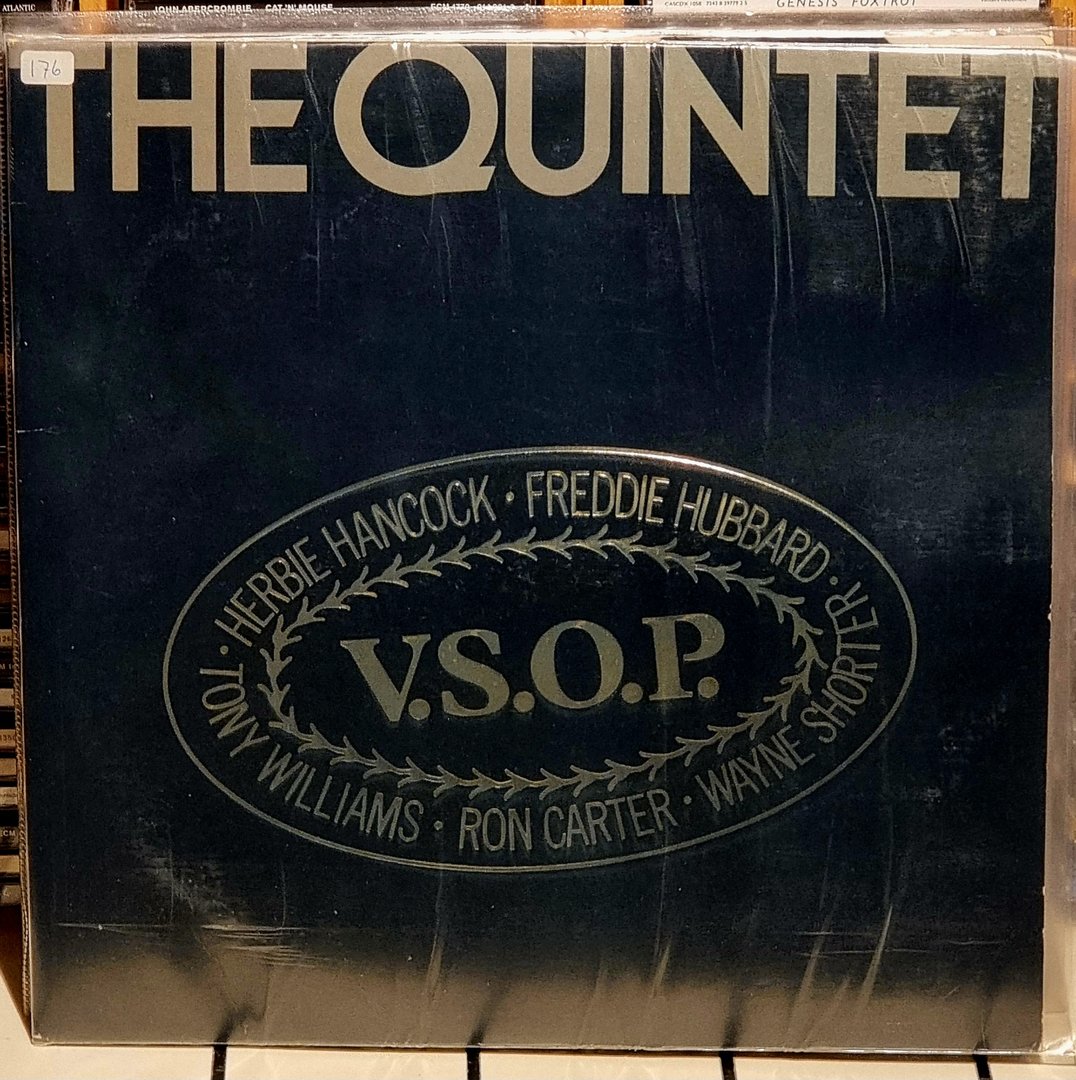 ATLANTIC
JOHN ABERCROMBIE CAT 'N' MOUSE
GENESIS FOXTROT
176
THE QUINTET
HERBIE HANCOCK · FREDDIE HUBBARD ·
V.S.O.P.
TONY WILLIAMS · RON CARTER · WAYNE SHORTER ·